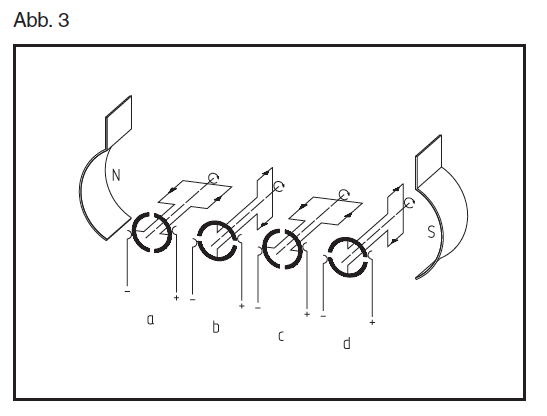 Abb. 3
N
S
- + - + - + - +
a b c d